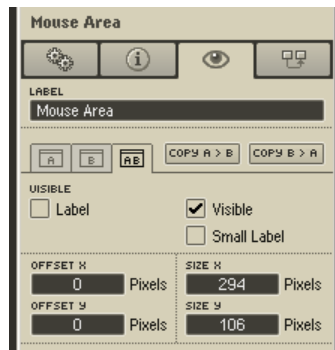 Mouse Area
LABEL
Mouse Area
A B AB COPY A > B COPY B > A
VISIBLE
Label Visible
Small Label
OFFSET X SIZE X
0 Pixels 294 Pixels
OFFSET Y SIZE Y
0 Pixels 106 Pixels